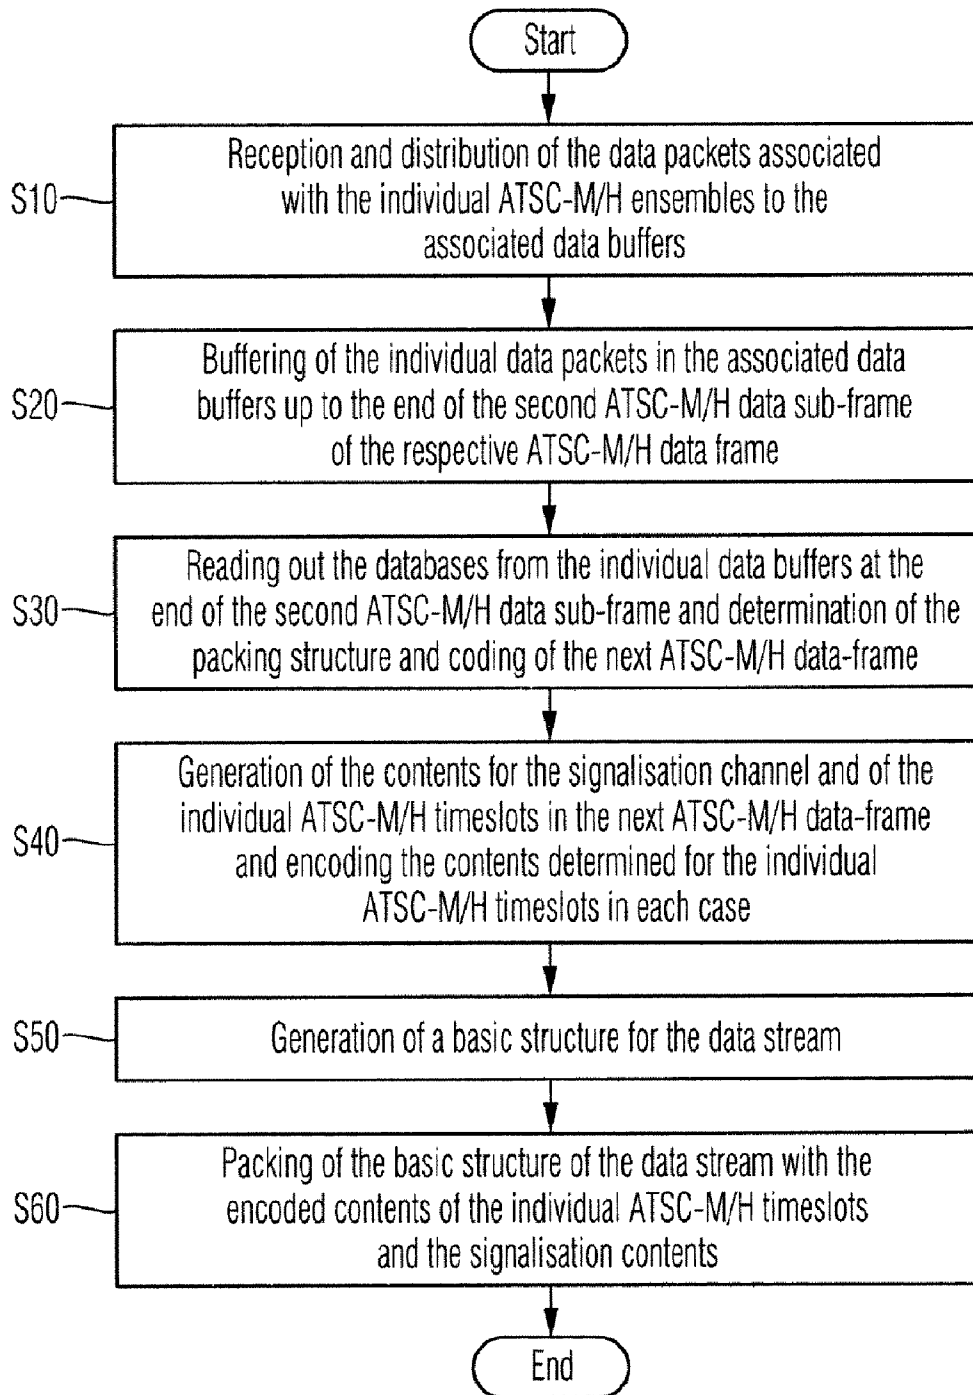 Start
S10
Reception and distribution of the data packets associated
with the individual ATSC-M/H ensembles to the
associated data buffers
S20
Buffering of the individual data packets in the associated data
buffers up to the end of the second ATSC-M/H data sub-frame
of the respective ATSC-M/H data frame
S30
Reading out the databases from the individual data buffers at the
end of the second ATSC-M/H data sub-frame and determination of the
packing structure and coding of the next ATSC-M/H data-frame
S40
Generation of the contents for the signalisation channel and of the
individual ATSC-M/H timeslots in the next ATSC-M/H data-frame
and encoding the contents determined for the individual
ATSC-M/H timeslots in each case
S50
Generation of a basic structure for the data stream
S60
Packing of the basic structure of the data stream with the
encoded contents of the individual ATSC-M/H timeslots
and the signalisation contents
End